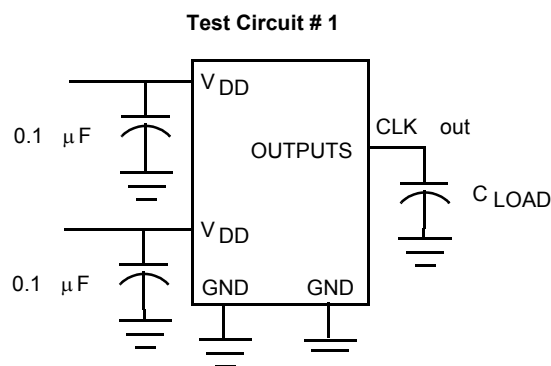 Test Circuit # 1
V DD
0.1 μF
CLK out
OUTPUTS
C LOAD
V DD
0.1 μF
GND GND